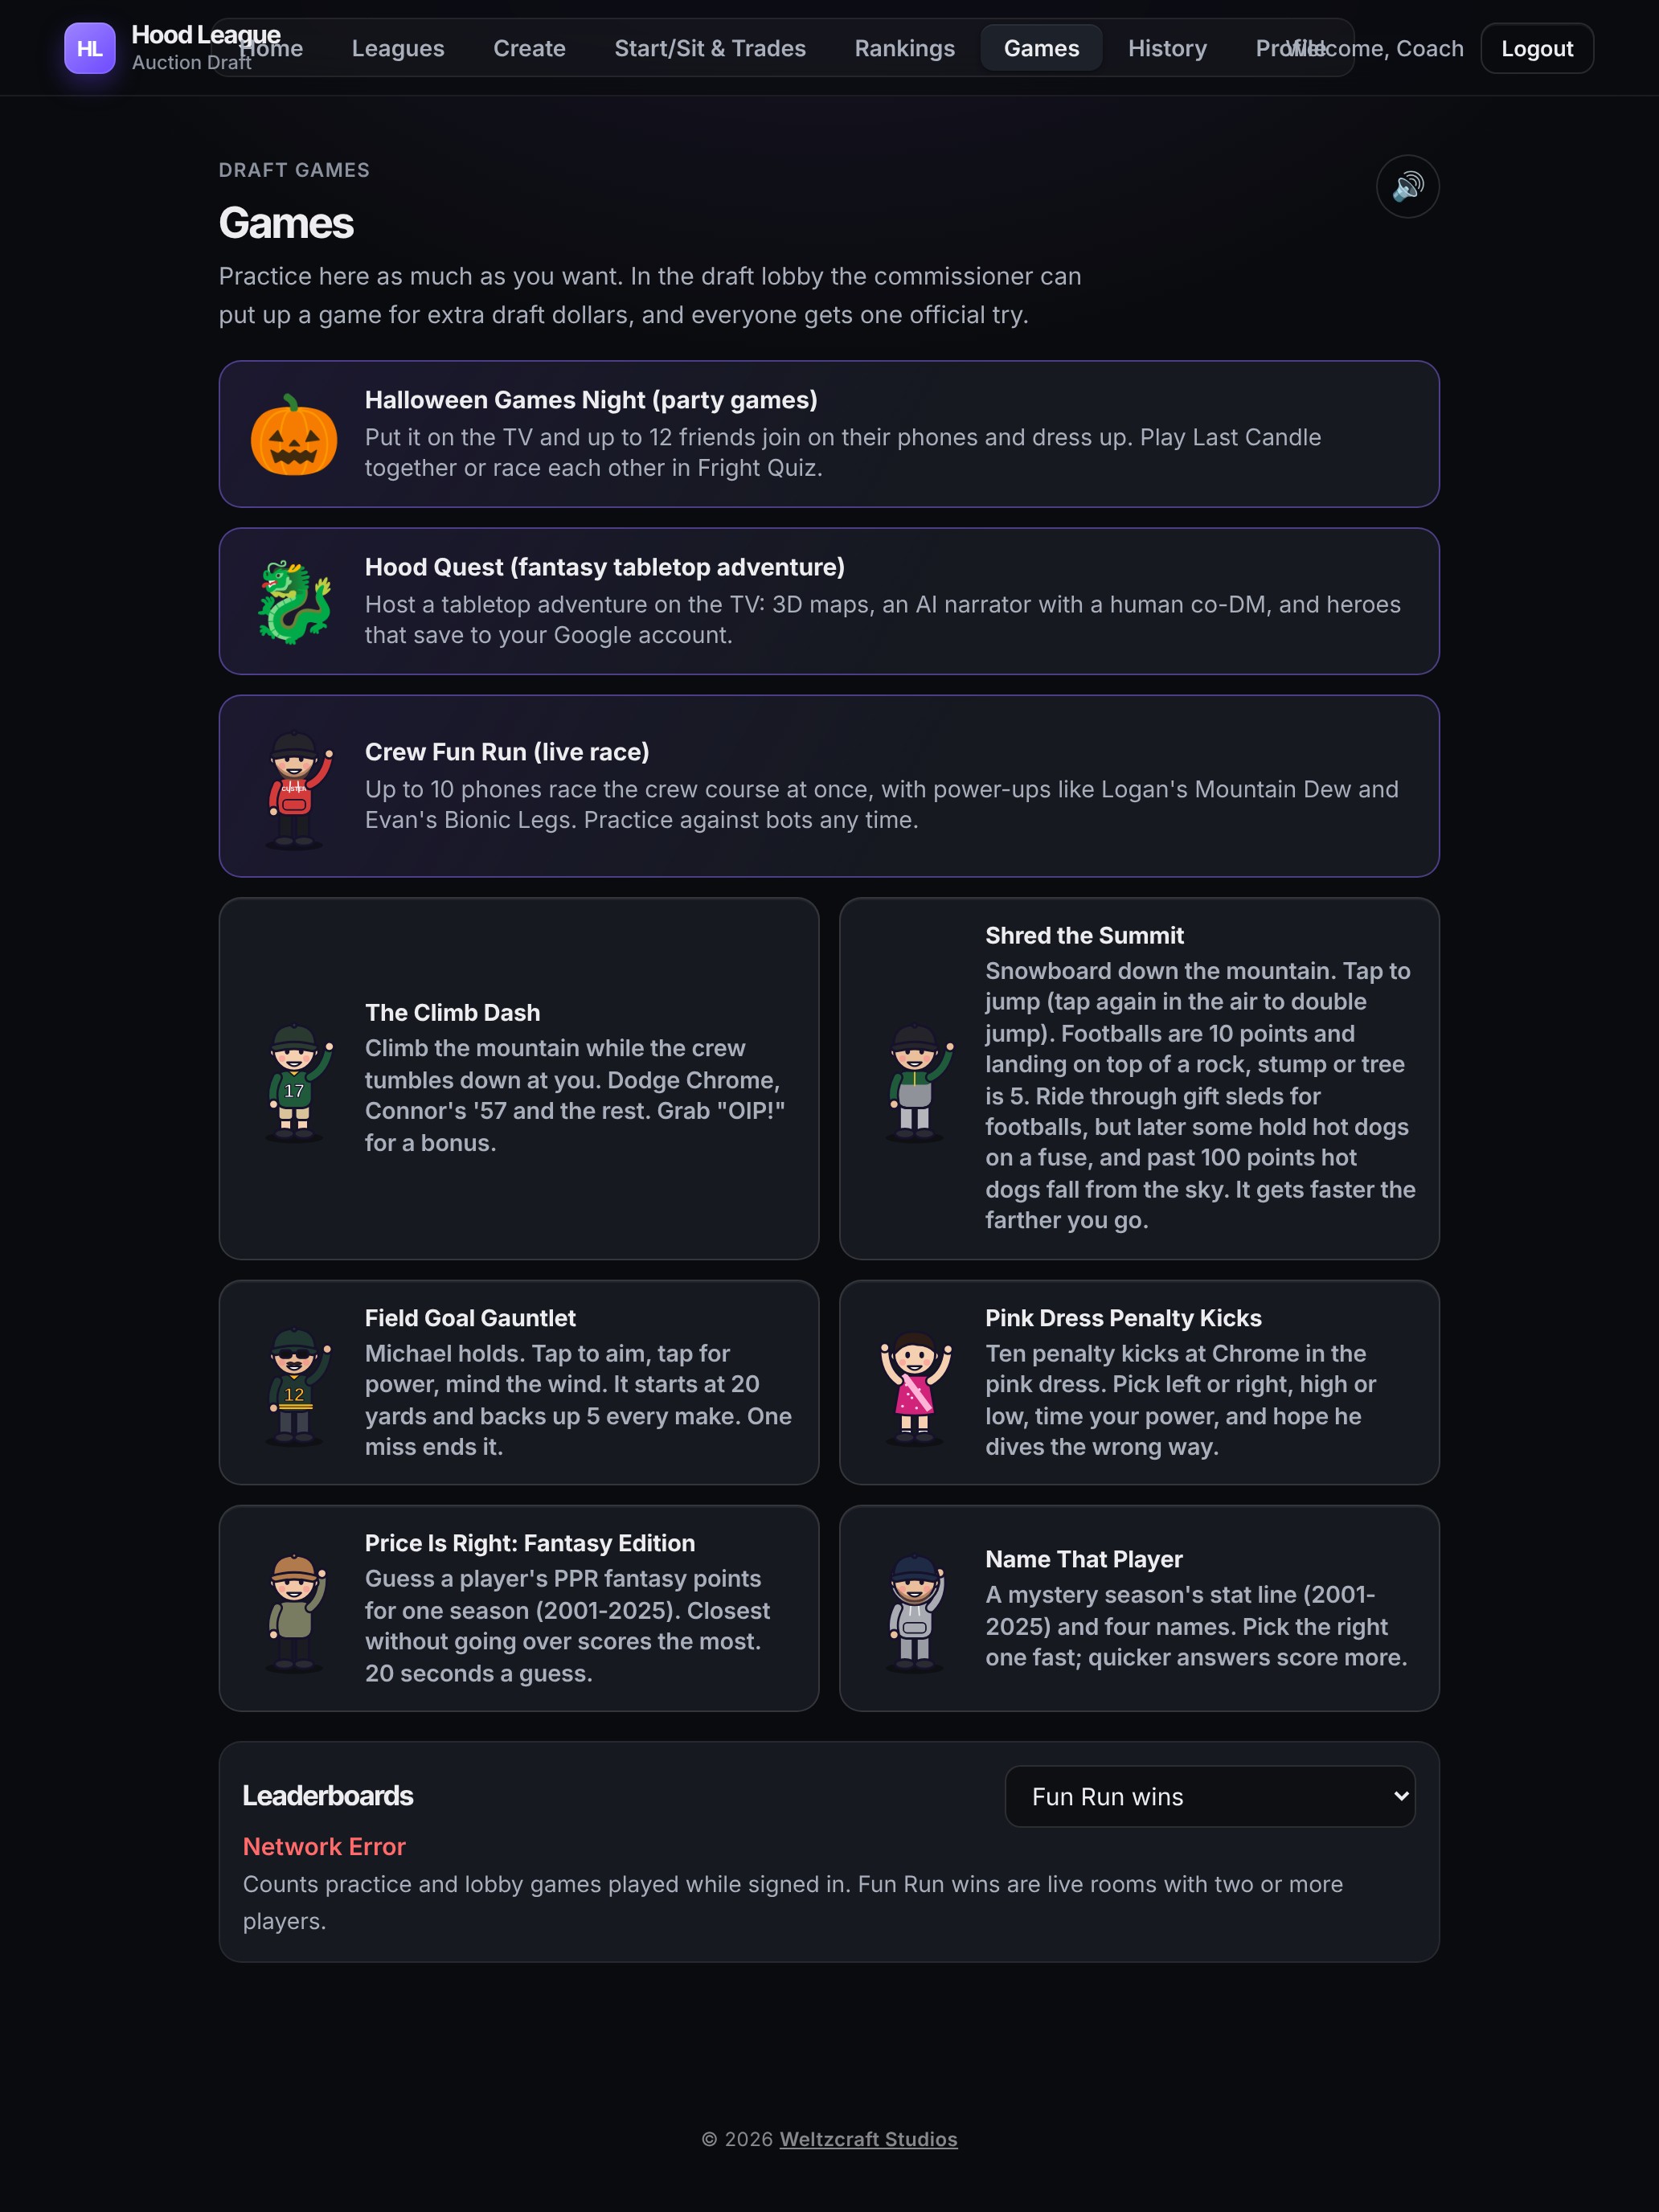 HL
Hood League
Auction Draft
Home
Leagues
Create
Start/Sit & Trades
Rankings
Games
History
Profile
Welcome, Coach
Logout
DRAFT GAMES
Games
Practice here as much as you want. In the draft lobby the commissioner can
put up a game for extra draft dollars, and everyone gets one official try.
Halloween Games Night (party games)
Put it on the TV and up to 12 friends join on their phones and dress up. Play Last Candle
together or race each other in Fright Quiz.
Hood Quest (fantasy tabletop adventure)
Host a tabletop adventure on the TV: 3D maps, an AI narrator with a human co-DM, and heroes
that save to your Google account.
Crew Fun Run (live race)
Up to 10 phones race the crew course at once, with power-ups like Logan's Mountain Dew and
Evan's Bionic Legs. Practice against bots any time.
17
The Climb Dash
Climb the mountain while the crew
tumbles down at you. Dodge Chrome,
Connor's '57 and the rest. Grab "OIP!"
for a bonus.
Shred the Summit
Snowboard down the mountain. Tap to
jump (tap again in the air to double
jump). Footballs are 10 points and
landing on top of a rock, stump or tree
is 5. Ride through gift sleds for
footballs, but later some hold hot dogs
on a fuse, and past 100 points hot
dogs fall from the sky. It gets faster the
farther you go.
12
Field Goal Gauntlet
Michael holds. Tap to aim, tap for
power, mind the wind. It starts at 20
yards and backs up 5 every make. One
miss ends it.
Pink Dress Penalty Kicks
Ten penalty kicks at Chrome in the
pink dress. Pick left or right, high or
low, time your power, and hope he
dives the wrong way.
Price Is Right: Fantasy Edition
Guess a player's PPR fantasy points
for one season (2001-2025). Closest
without going over scores the most.
20 seconds a guess.
Name That Player
A mystery season's stat line (2001-
2025) and four names. Pick the right
one fast; quicker answers score more.
Leaderboards
Fun Run wins
Network Error
Counts practice and lobby games played while signed in. Fun Run wins are live rooms with two or more
players.
© 2026 Weltzcraft Studios